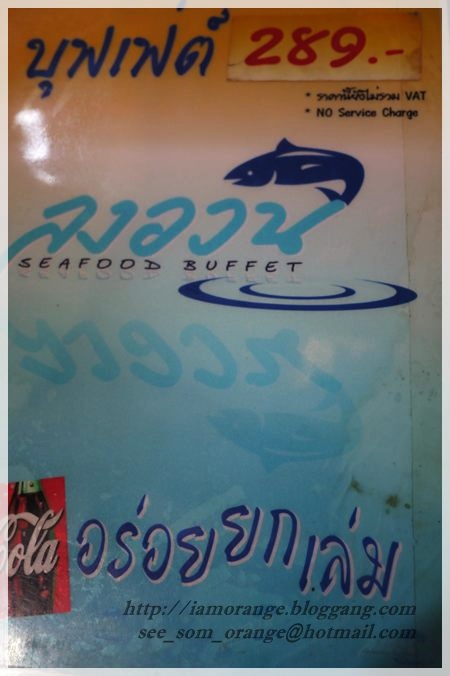 บุฟเฟ่ต์ 289.-
* ราคานี้ยังไม่รวม VAT
* NO Service Charge
ลงอวน
SEAFOOD BUFFET
Cola อร่อยยกเล่ม
http://iamorange.bloggang.com
see_som_orange@hotmail.com